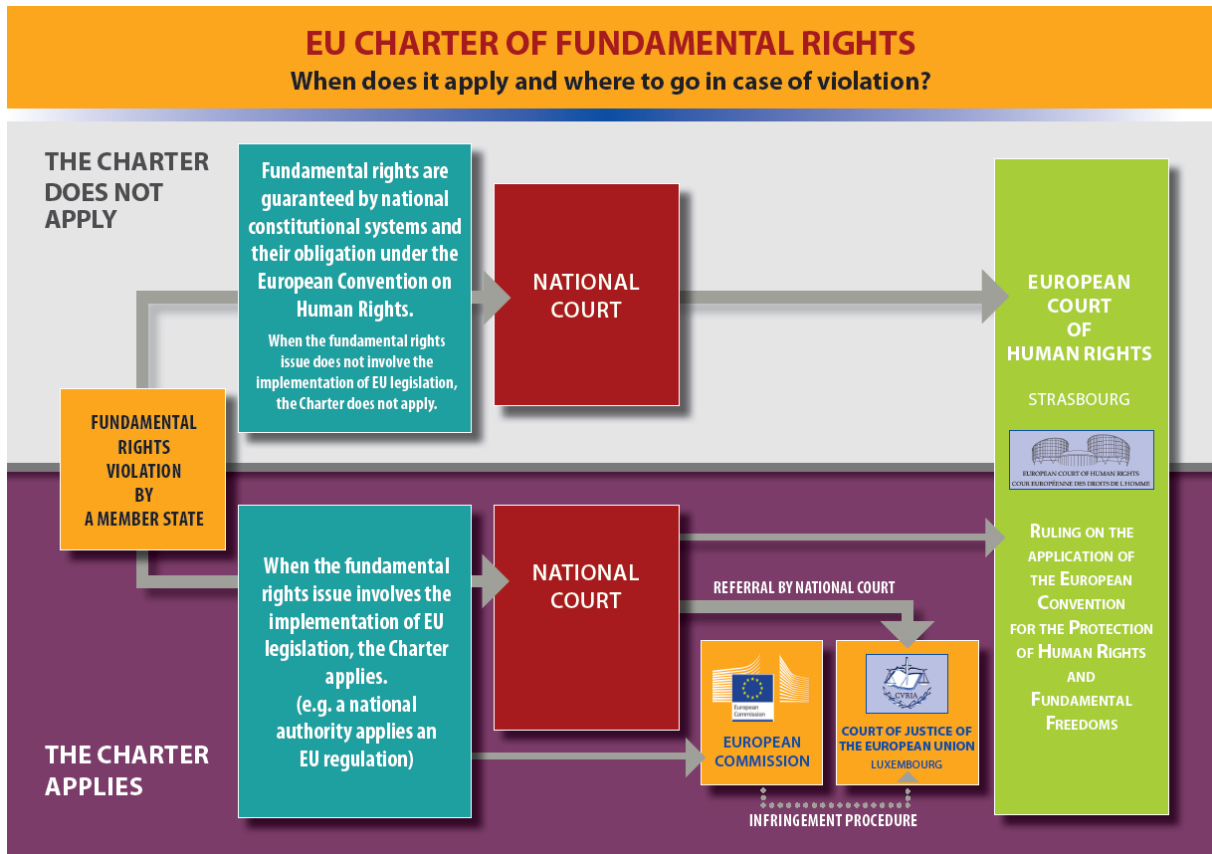 EU CHARTER OF FUNDAMENTAL RIGHTS
When does it apply and where to go in case of violation?
THE CHARTER
DOES NOT
APPLY
Fundamental rights are
guaranteed by national
constitutional systems and
their obligation under the
European Convention on
Human Rights.
When the fundamental rights
issue does not involve the
implementation of EU legislation,
the Charter does not apply.
NATIONAL
COURT
EUROPEAN
COURT
OF
HUMAN RIGHTS
STRASBOURG
EUROPEAN COURT OF HUMAN RIGHTS
COUR EUROPÉENNE DES DROITS DE L'HOMME
RULING ON THE
APPLICATION OF
THE EUROPEAN
CONVENTION
FOR THE PROTECTION
OF HUMAN RIGHTS
AND
FUNDAMENTAL
FREEDOMS
FUNDAMENTAL
RIGHTS
VIOLATION
BY
A MEMBER STATE
THE CHARTER
APPLIES
When the fundamental
rights issue involves the
implementation of EU
legislation, the Charter
applies.
(e.g. a national
authority applies an
EU regulation)
NATIONAL
COURT
REFERRAL BY NATIONAL COURT
European
Commission
EUROPEAN
COMMISSION
CVRIA
COURT OF JUSTICE OF
THE EUROPEAN UNION
LUXEMBOURG
INFRINGEMENT PROCEDURE